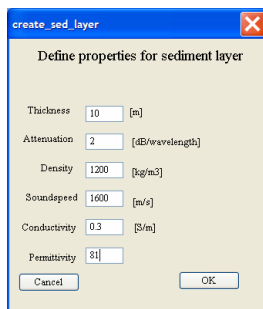 create_sed_layer
Define properties for sediment layer
Thickness 10 [m]
Attenuation 2 [dB/wavelength]
Density 1200 [kg/m3]
Soundspeed 1600 [m/s]
Conductivity 0.3 [S/m]
Permittivity 81
Cancel OK